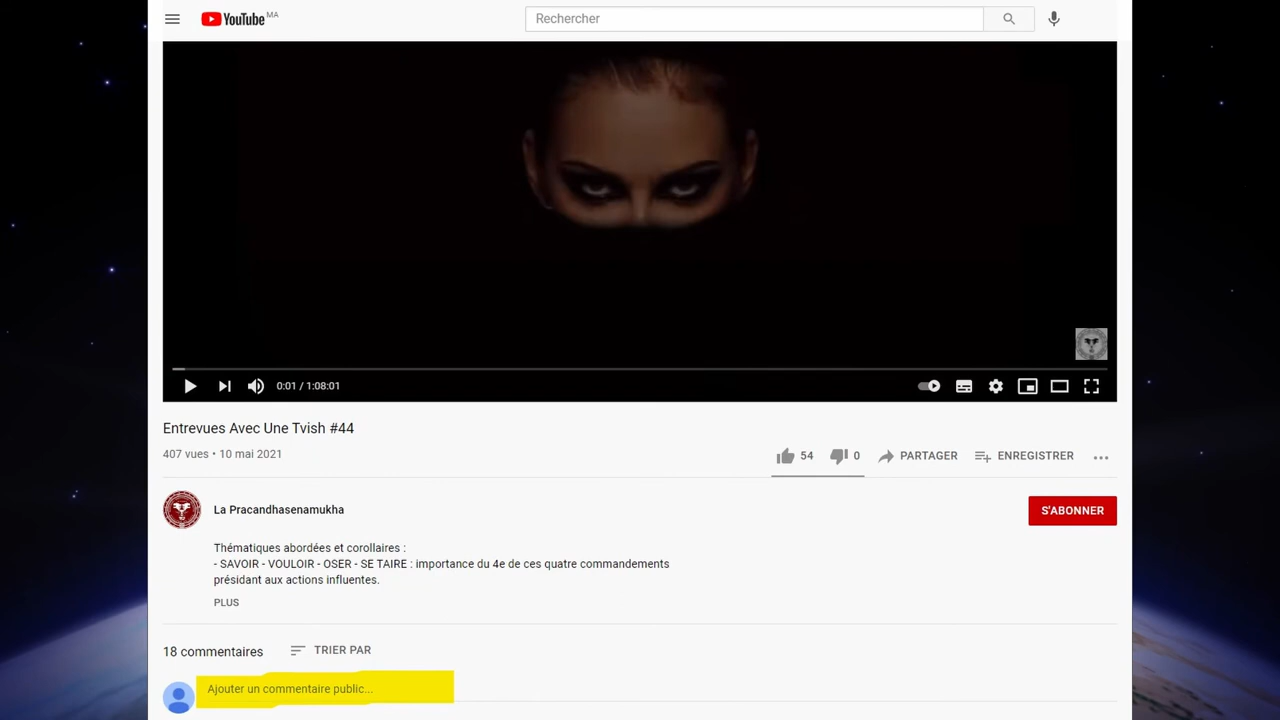 YouTube MA
Rechercher
0:01 / 1:08:01
Entrevues Avec Une Tvish #44
407 vues • 10 mai 2021
54
0
PARTAGER
ENREGISTRER
La Pracandhasenamukha
S'ABONNER
Thématiques abordées et corollaires :
- SAVOIR - VOULOIR - OSER - SE TAIRE : importance du 4e de ces quatre commandements
présidant aux actions influentes.
PLUS
18 commentaires
TRIER PAR
Ajouter un commentaire public...